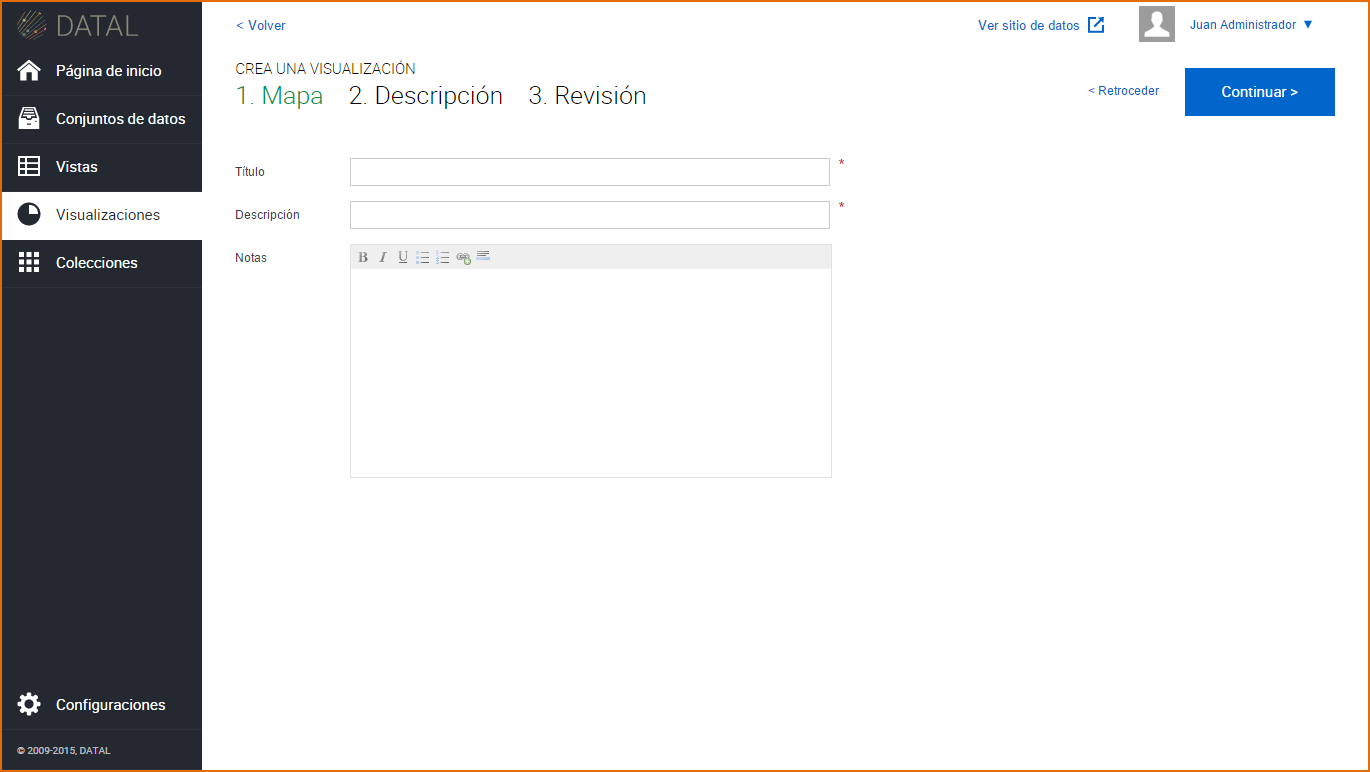 DATAL
< Volver
Ver sitio de datos
Juan Administrador ▼
Página de inicio
Conjuntos de datos
Vistas
Visualizaciones
Colecciones
CREA UNA VISUALIZACIÓN
1. Mapa 2. Descripción 3. Revisión
< Retroceder
Continuar >
Título *
Descripción *
Notas
B I U
Configuraciones
© 2009-2015, DATAL